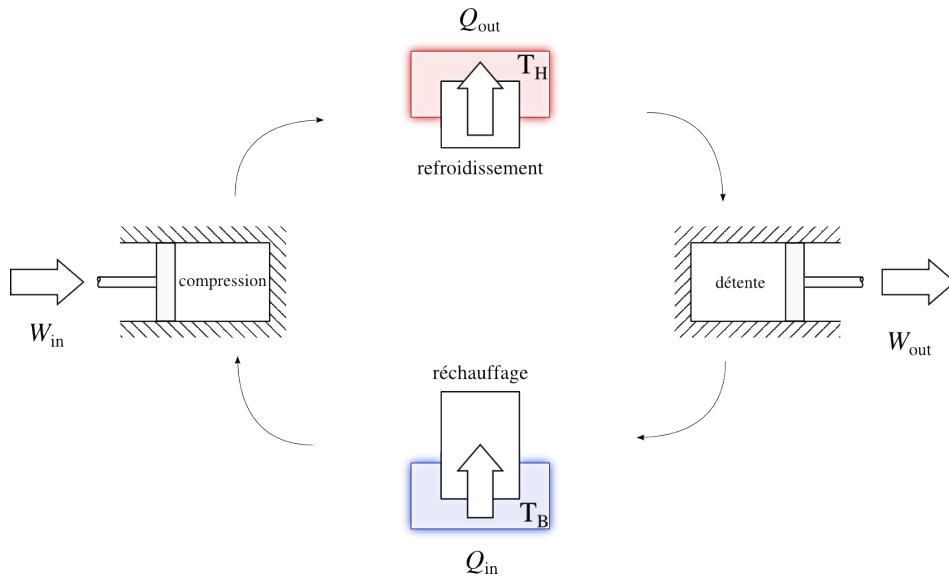 Q_out
T_H
refroidissement
compression
détente
W_in
W_out
réchauffage
T_B
Q_in